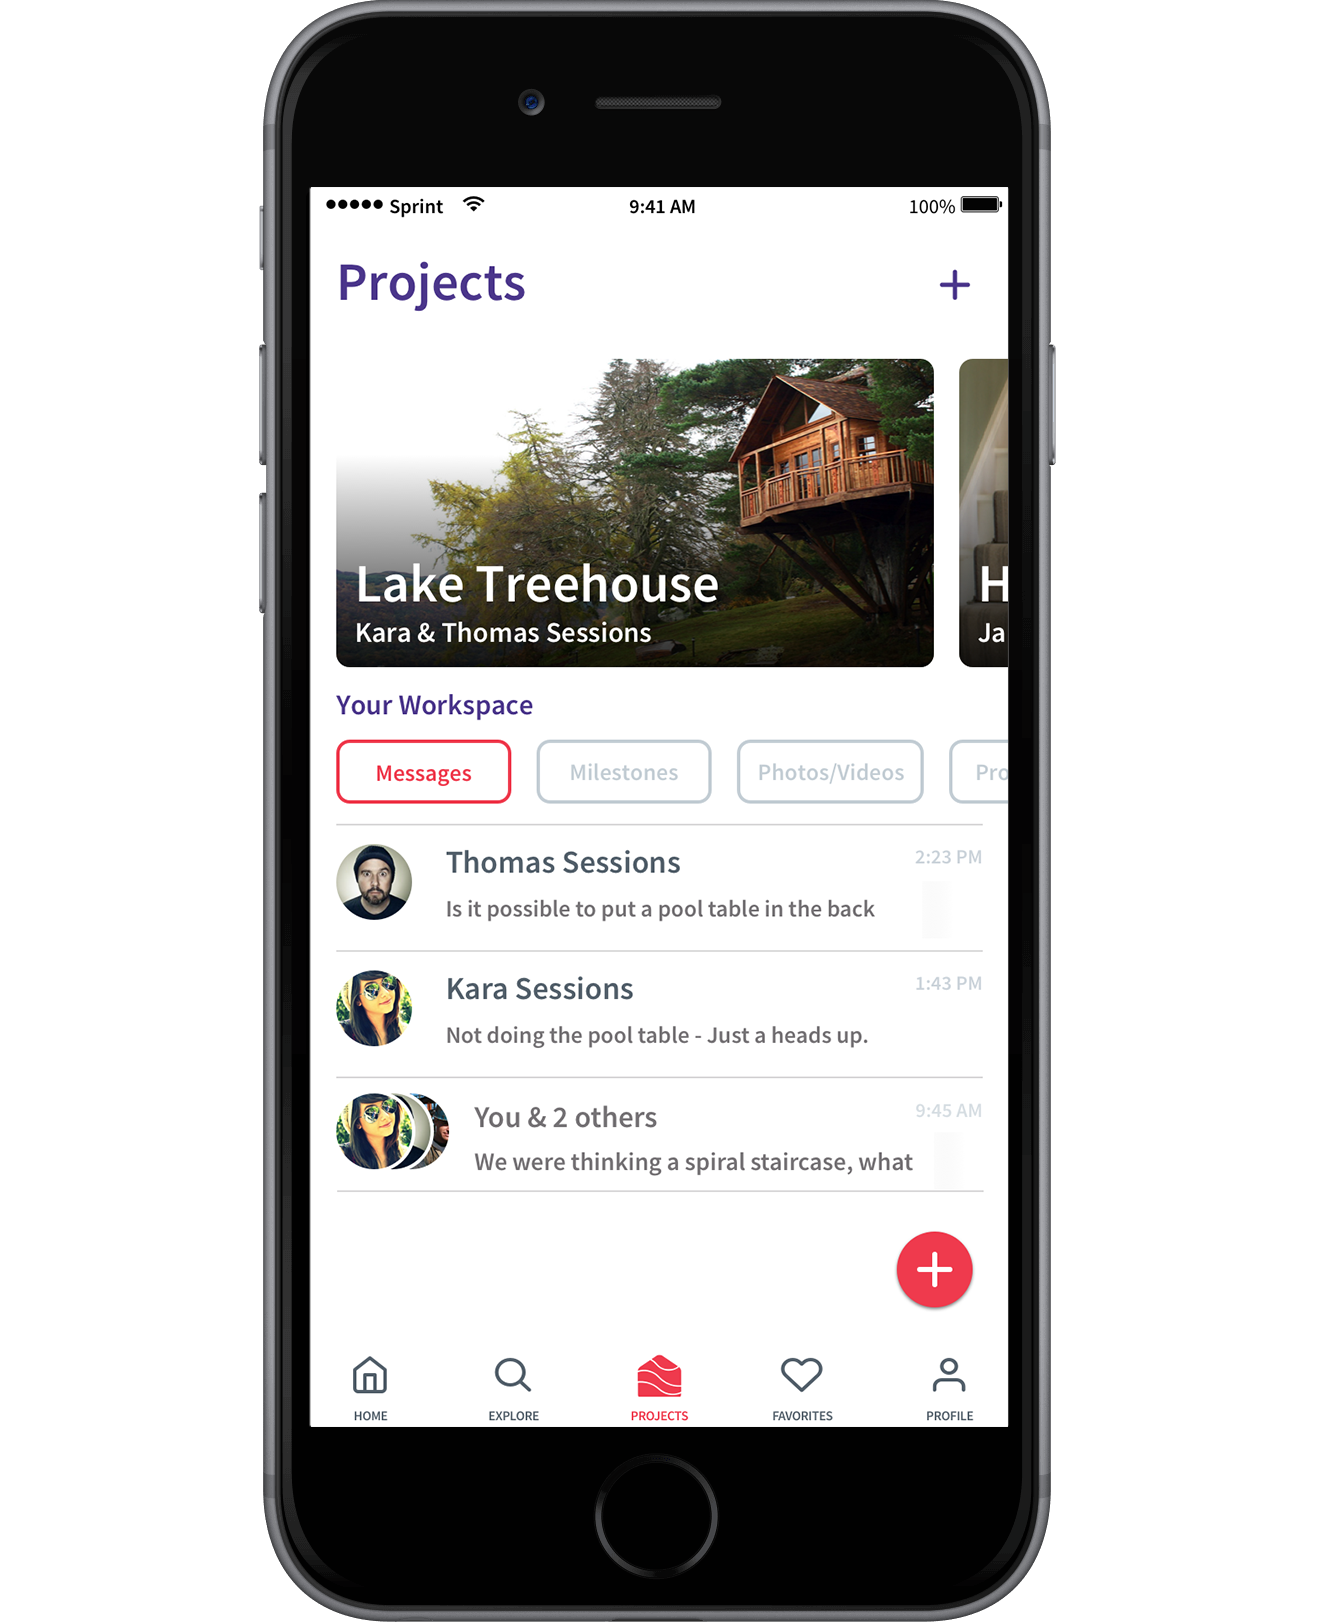 Sprint 9:41 AM 100%
Projects
Lake Treehouse
Kara & Thomas Sessions
H
Ja
Your Workspace
Messages Milestones Photos/Videos Pro
Thomas Sessions 2:23 PM
Is it possible to put a pool table in the back
Kara Sessions 1:43 PM
Not doing the pool table - Just a heads up.
You & 2 others 9:45 AM
We were thinking a spiral staircase, what
HOME EXPLORE PROJECTS FAVORITES PROFILE